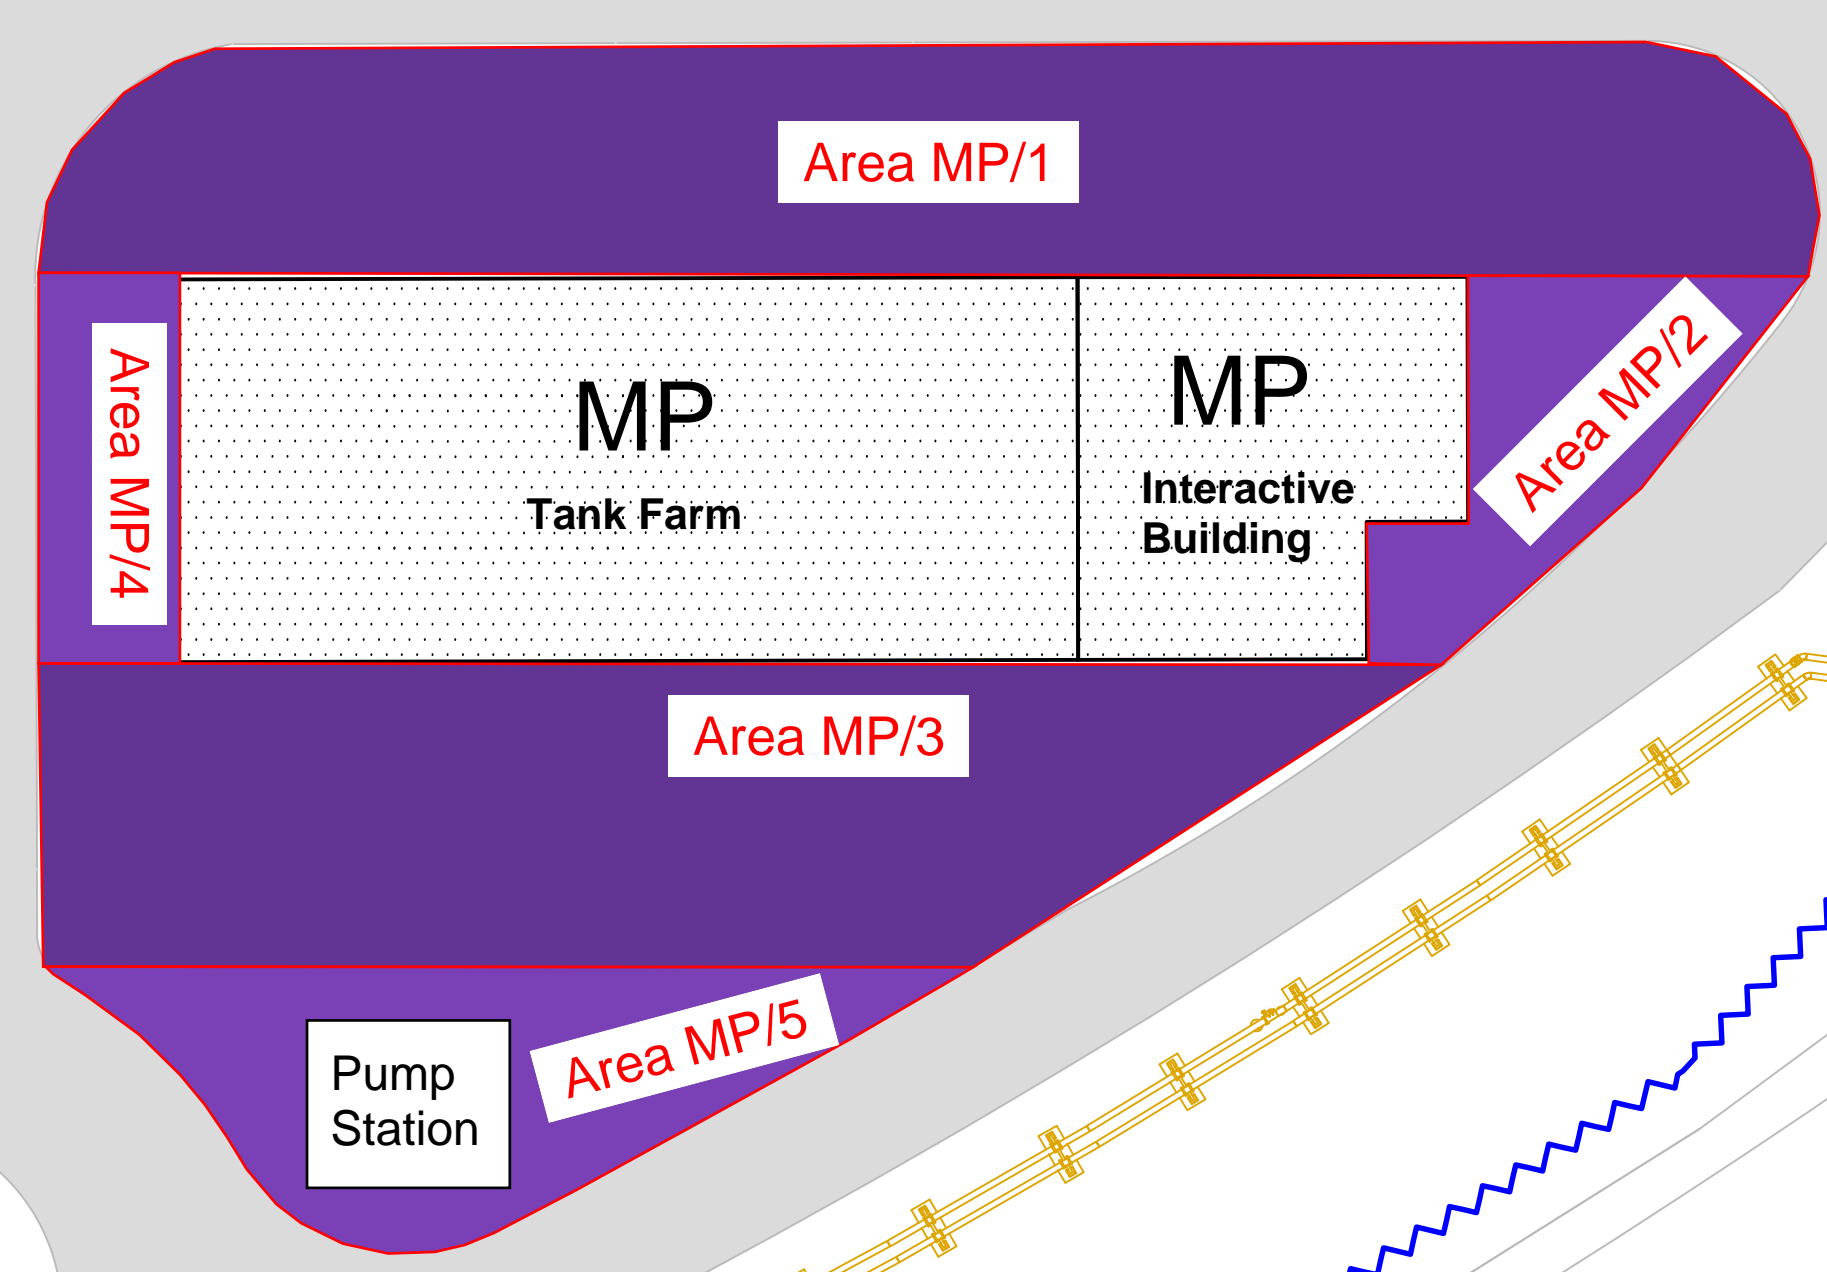 Area MP/1
Area MP/4
MP
Tank Farm
MP
Interactive
Building
Area MP/2
Area MP/3
Pump
Station
Area MP/5